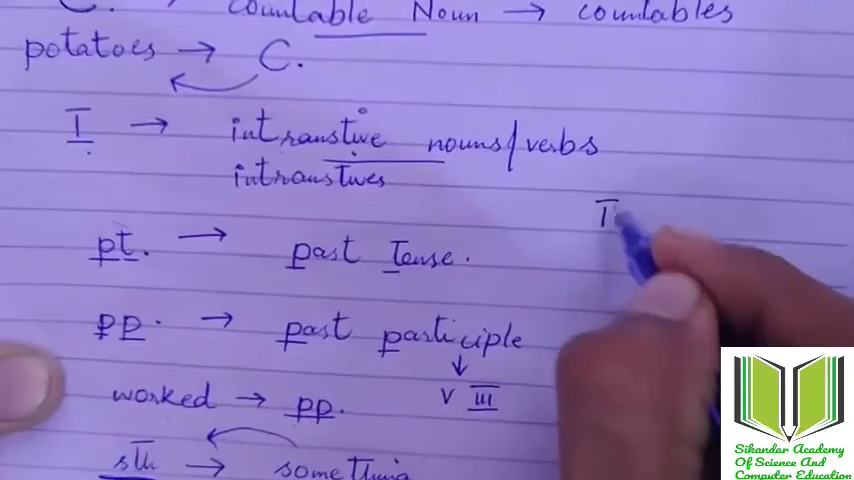 C. → countable Noun → countables
potatoes → C.
I → intranstive nouns/verbs
intranstives
pt. → past Tense.
T
pp. → past participle
V III
worked → pp.
sth → something
Sikandar Academy
Of Science And
Computer Education